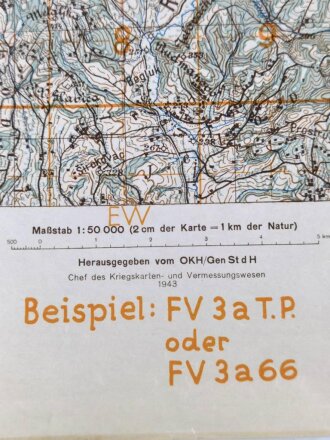 8 9
EW
Maßstab 1:50 000 (2 cm der Karte = 1 km der Natur)
500 0 1 2 3 4 5 Km
Herausgegeben vom OKH/Gen St d H
Chef des Kriegskarten- und Vermessungswesen
1943
Beispiel: FV 3 a T.P.
oder
FV 3 a 66